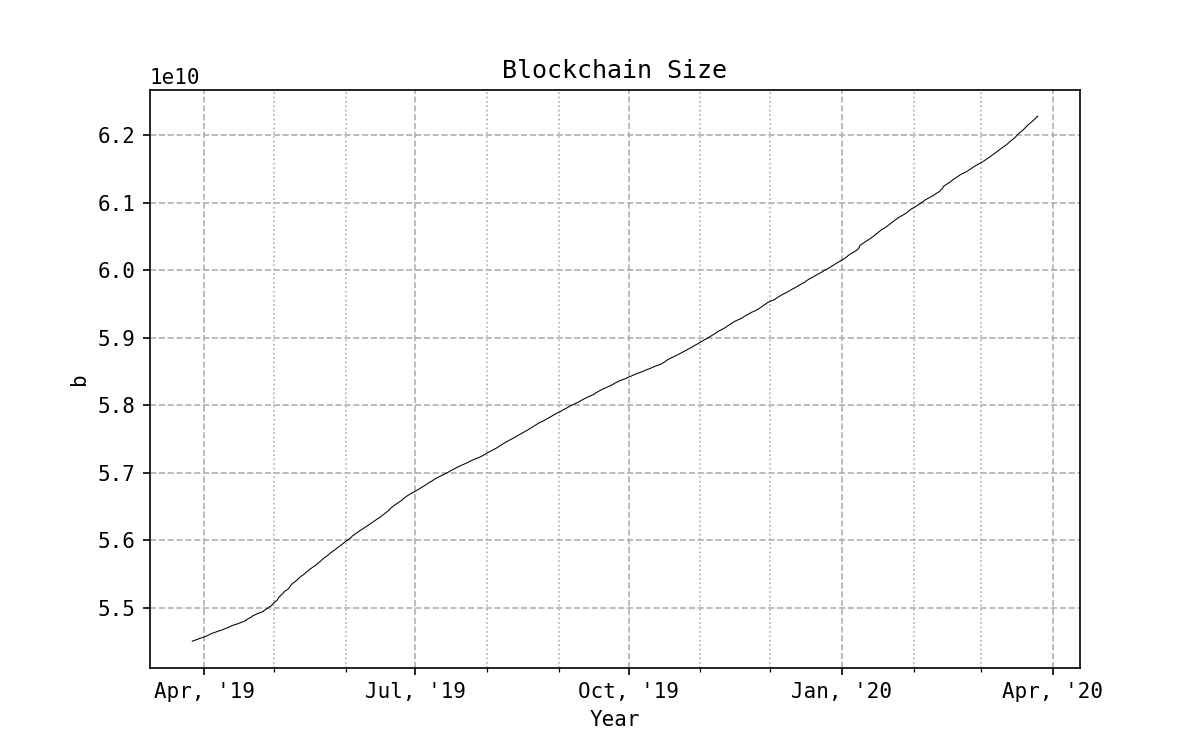 Blockchain Size
1e10
6.2
6.1
6.0
5.9
5.8
5.7
5.6
5.5
b
Apr, '19 Jul, '19 Oct, '19 Jan, '20 Apr, '20
Year